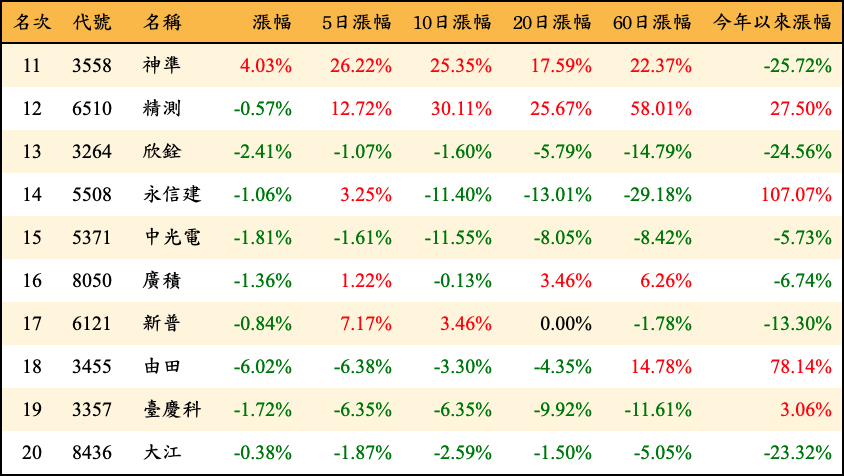 名次 代號 名稱 漲幅 5日漲幅 10日漲幅 20日漲幅 60日漲幅 今年以來漲幅
11 3558 神準 4.03% 26.22% 25.35% 17.59% 22.37% -25.72%
12 6510 精測 -0.57% 12.72% 30.11% 25.67% 58.01% 27.50%
13 3264 欣銓 -2.41% -1.07% -1.60% -5.79% -14.79% -24.56%
14 5508 永信建 -1.06% 3.25% -11.40% -13.01% -29.18% 107.07%
15 5371 中光電 -1.81% -1.61% -11.55% -8.05% -8.42% -5.73%
16 8050 廣積 -1.36% 1.22% -0.13% 3.46% 6.26% -6.74%
17 6121 新普 -0.84% 7.17% 3.46% 0.00% -1.78% -13.30%
18 3455 由田 -6.02% -6.38% -3.30% -4.35% 14.78% 78.14%
19 3357 臺慶科 -1.72% -6.35% -6.35% -9.92% -11.61% 3.06%
20 8436 大江 -0.38% -1.87% -2.59% -1.50% -5.05% -23.32%